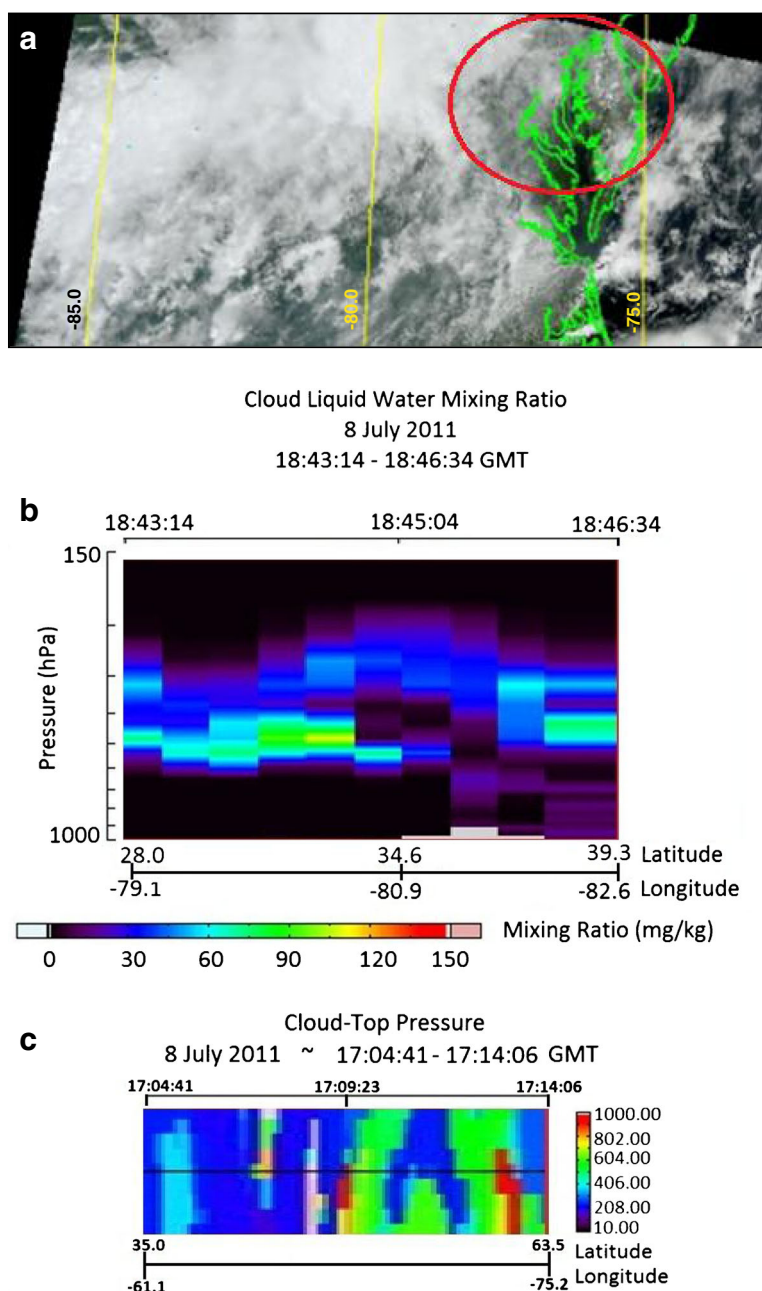 a
-85.0
-80.0
-75.0
Cloud Liquid Water Mixing Ratio
8 July 2011
18:43:14 - 18:46:34 GMT
b
18:43:14 18:45:04 18:46:34
150
Pressure (hPa)
1000
28.0 34.6 39.3 Latitude
-79.1 -80.9 -82.6 Longitude
Mixing Ratio (mg/kg)
0 30 60 90 120 150
c
Cloud-Top Pressure
8 July 2011 ~ 17:04:41 - 17:14:06 GMT
17:04:41 17:09:23 17:14:06
1000.00
802.00
604.00
406.00
208.00
10.00
35.0 63.5 Latitude
-61.1 -75.2 Longitude